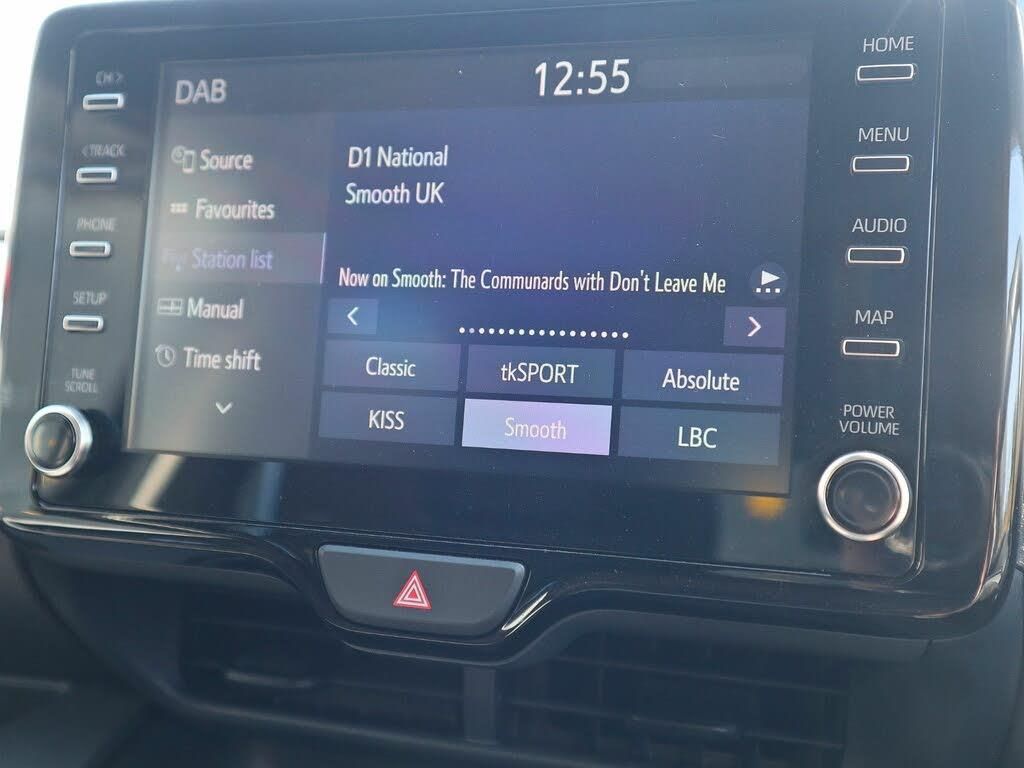 CH >
DAB
12:55
HOME
< TRACK
Source
D1 National
MENU
Favourites
Smooth UK
PHONE
AUDIO
Station list
Now on Smooth: The Communards with Don't Leave Me
SETUP
Manual
MAP
Time shift
Classic
tkSPORT
Absolute
TUNE
SCROLL
KISS
Smooth
LBC
POWER
VOLUME